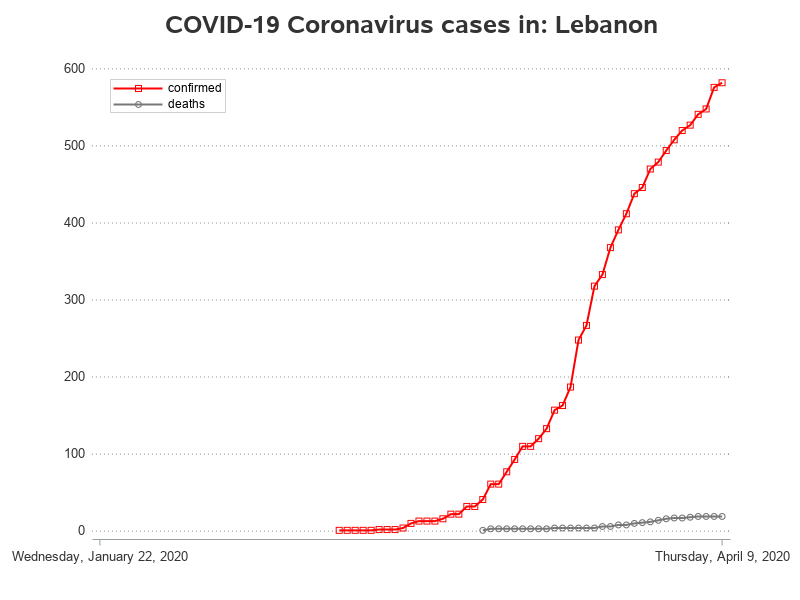 COVID-19 Coronavirus cases in: Lebanon
600
confirmed
deaths
500
400
300
200
100
0
Wednesday, January 22, 2020
Thursday, April 9, 2020